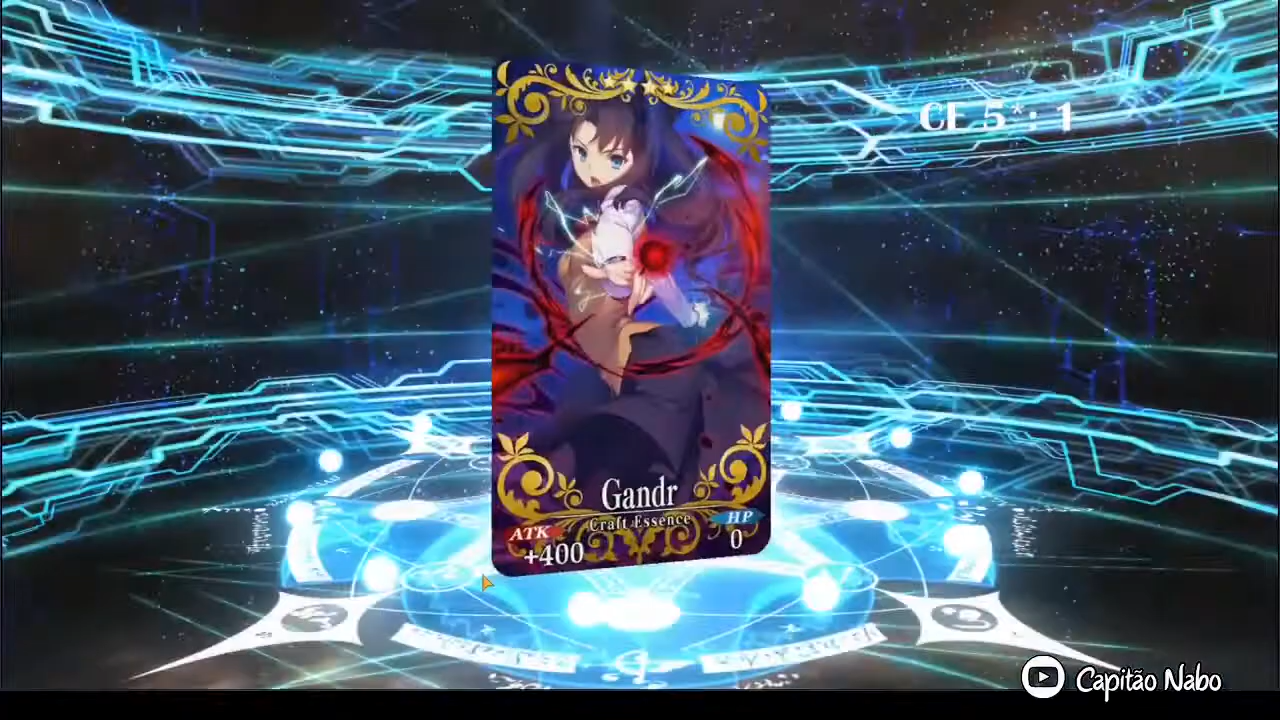 CE 5*: 1
Gandr
Craft Essence
ATK
HP
+400
0
Capitão Nabo